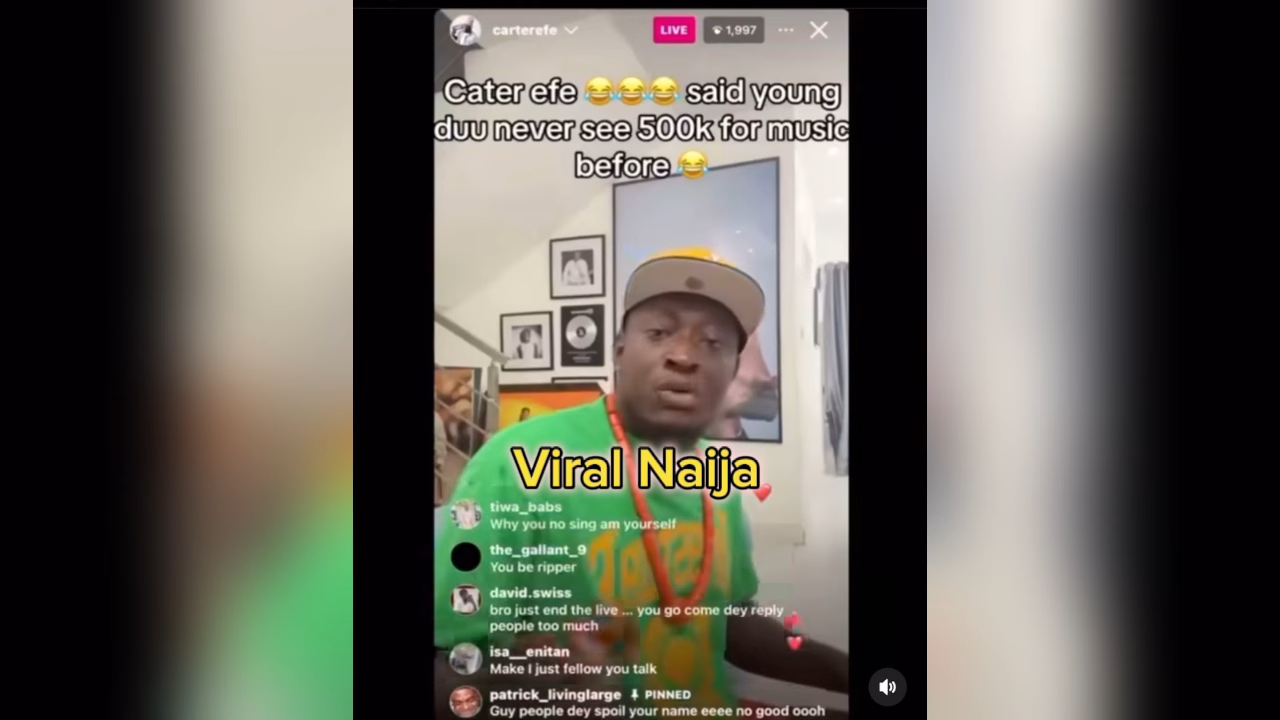 carterefe
LIVE
1,997
Cater efe 😂😂😂 said young
duu never see 500k for music
before 😂
Viral Naija
tiwa_babs
Why you no sing am yourself
the_gallant_9
You be ripper
david.swiss
bro just end the live ... you go come dey reply
people too much
isa__enitan
Make I just fellow you talk
patrick_livinglarge PINNED
Guy people dey spoil your name eeee no good oooh